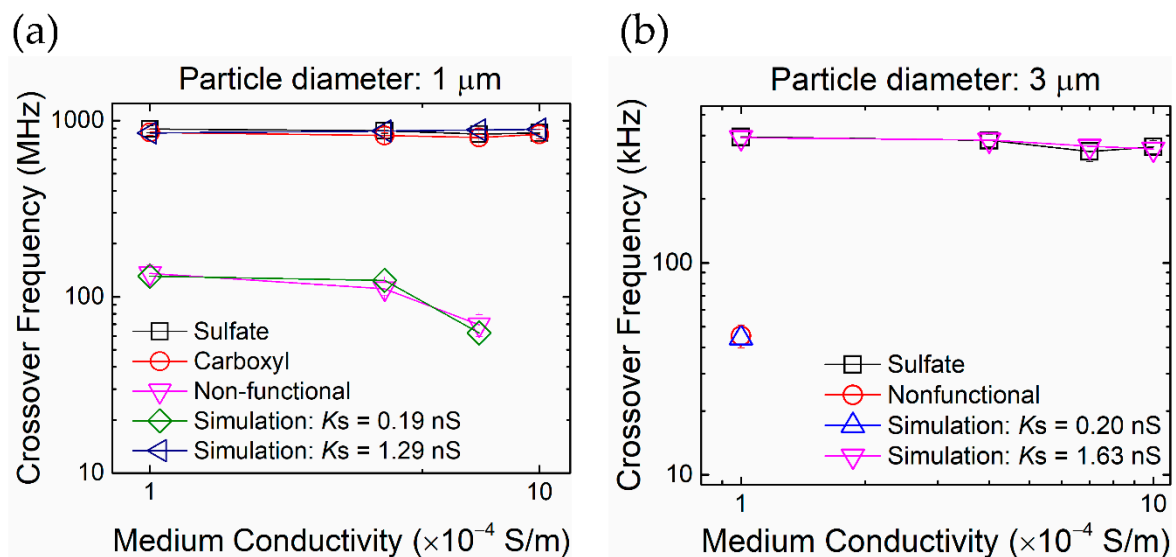 (a)
Particle diameter: 1 μm
Crossover Frequency (MHz)
1000
100
10
Sulfate
Carboxyl
Non-functional
Simulation: Ks = 0.19 nS
Simulation: Ks = 1.29 nS
1
10
Medium Conductivity (×10⁻⁴ S/m)
(b)
Particle diameter: 3 μm
Crossover Frequency (kHz)
100
10
Sulfate
Nonfunctional
Simulation: Ks = 0.20 nS
Simulation: Ks = 1.63 nS
1
10
Medium Conductivity (×10⁻⁴ S/m)